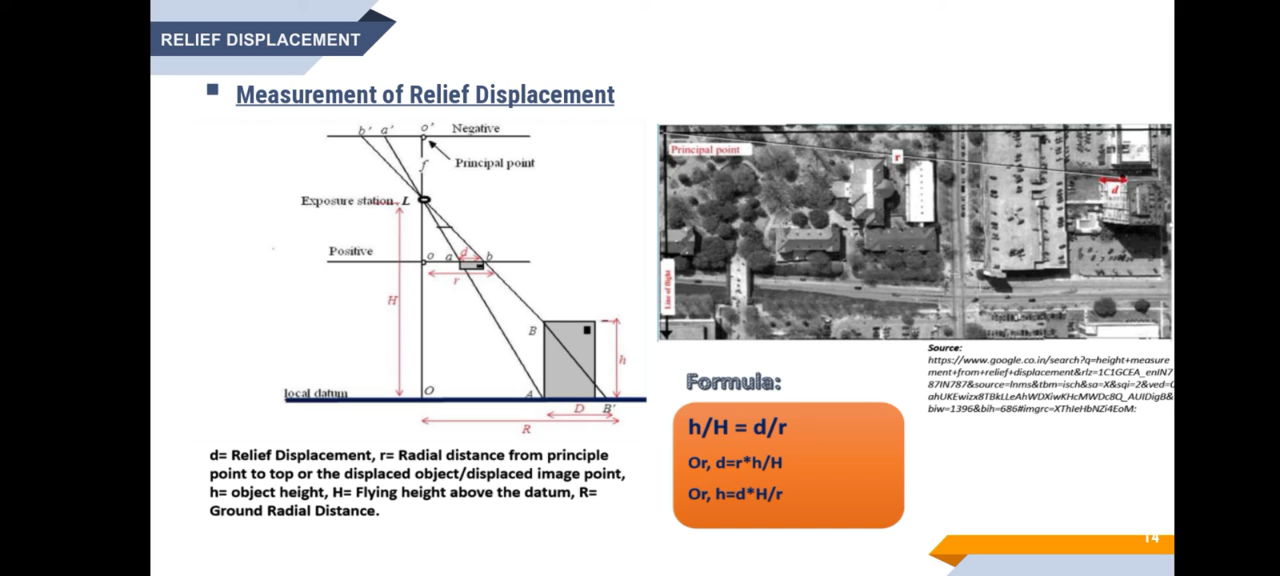 RELIEF DISPLACEMENT
Measurement of Relief Displacement
b' a' o' Negative
f
Principal point
Exposure station L
Positive
o a d b
r
H
B
h
local datum
O
A
D B'
R
d= Relief Displacement, r= Radial distance from principle
point to top or the displaced object/displaced image point,
h= object height, H= Flying height above the datum, R=
Ground Radial Distance.
Principal point
r
d
Line of flight
Source:
https://www.google.co.in/search?q=height+measure
ment+from+relief+displacement&rlz=1C1GCEA_enIN7
87IN787&source=lnms&tbm=isch&sa=X&sqi=2&ved=
ahUKEwizx8TBkLLeAhWDXiwKHcMWDc8Q_AUIDigB&
biw=1396&bih=686#imgrc=XThIeHbNZi4EoM:
Formula:
h/H = d/r
Or, d=r*h/H
Or, h=d*H/r
14